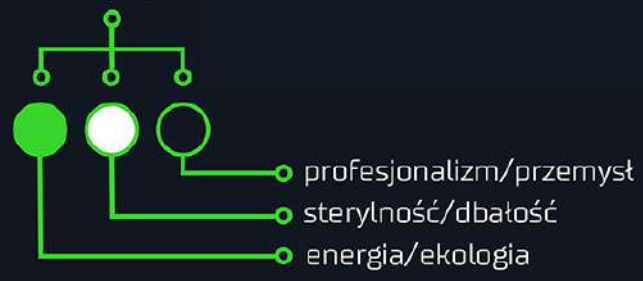 profesjonalizm/przemysł
sterylność/dbałość
energia/ekologia